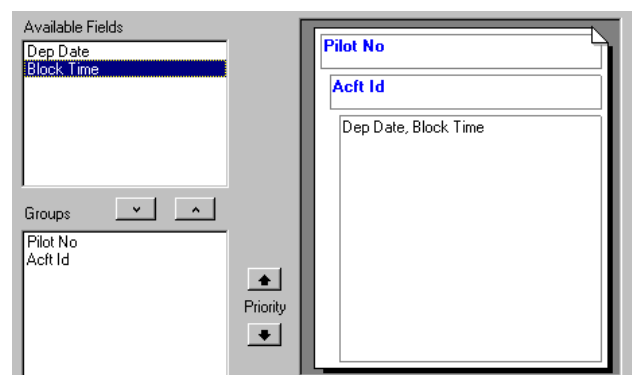 Available Fields
Dep Date
Block Time
Groups
Pilot No
Acft Id
Priority
Pilot No
Acft Id
Dep Date, Block Time